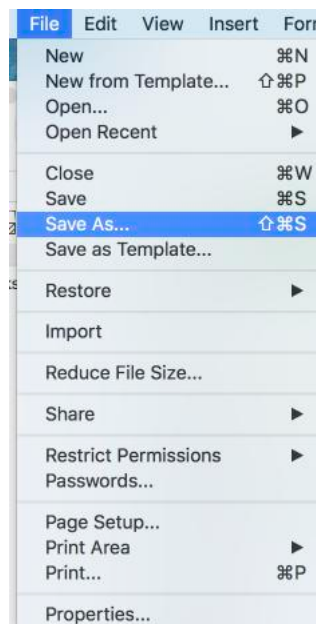 File Edit View Insert
New ⌘N
New from Template... ⇧⌘P
Open... ⌘O
Open Recent ▶
Close ⌘W
Save ⌘S
Save As... ⇧⌘S
Save as Template...
Restore ▶
Import
Reduce File Size...
Share ▶
Restrict Permissions ▶
Passwords...
Page Setup...
Print Area ▶
Print... ⌘P
Properties...